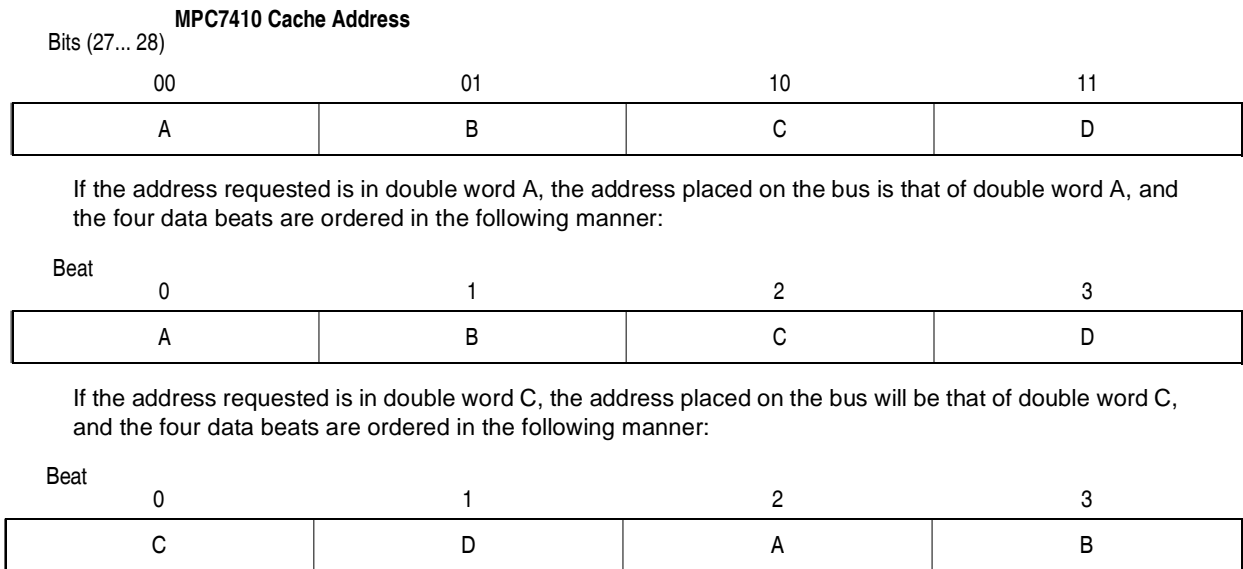 MPC7410 Cache Address
Bits (27... 28)
00 01 10 11
A B C D
If the address requested is in double word A, the address placed on the bus is that of double word A, and
the four data beats are ordered in the following manner:
Beat
0 1 2 3
A B C D
If the address requested is in double word C, the address placed on the bus will be that of double word C,
and the four data beats are ordered in the following manner:
Beat
0 1 2 3
C D A B